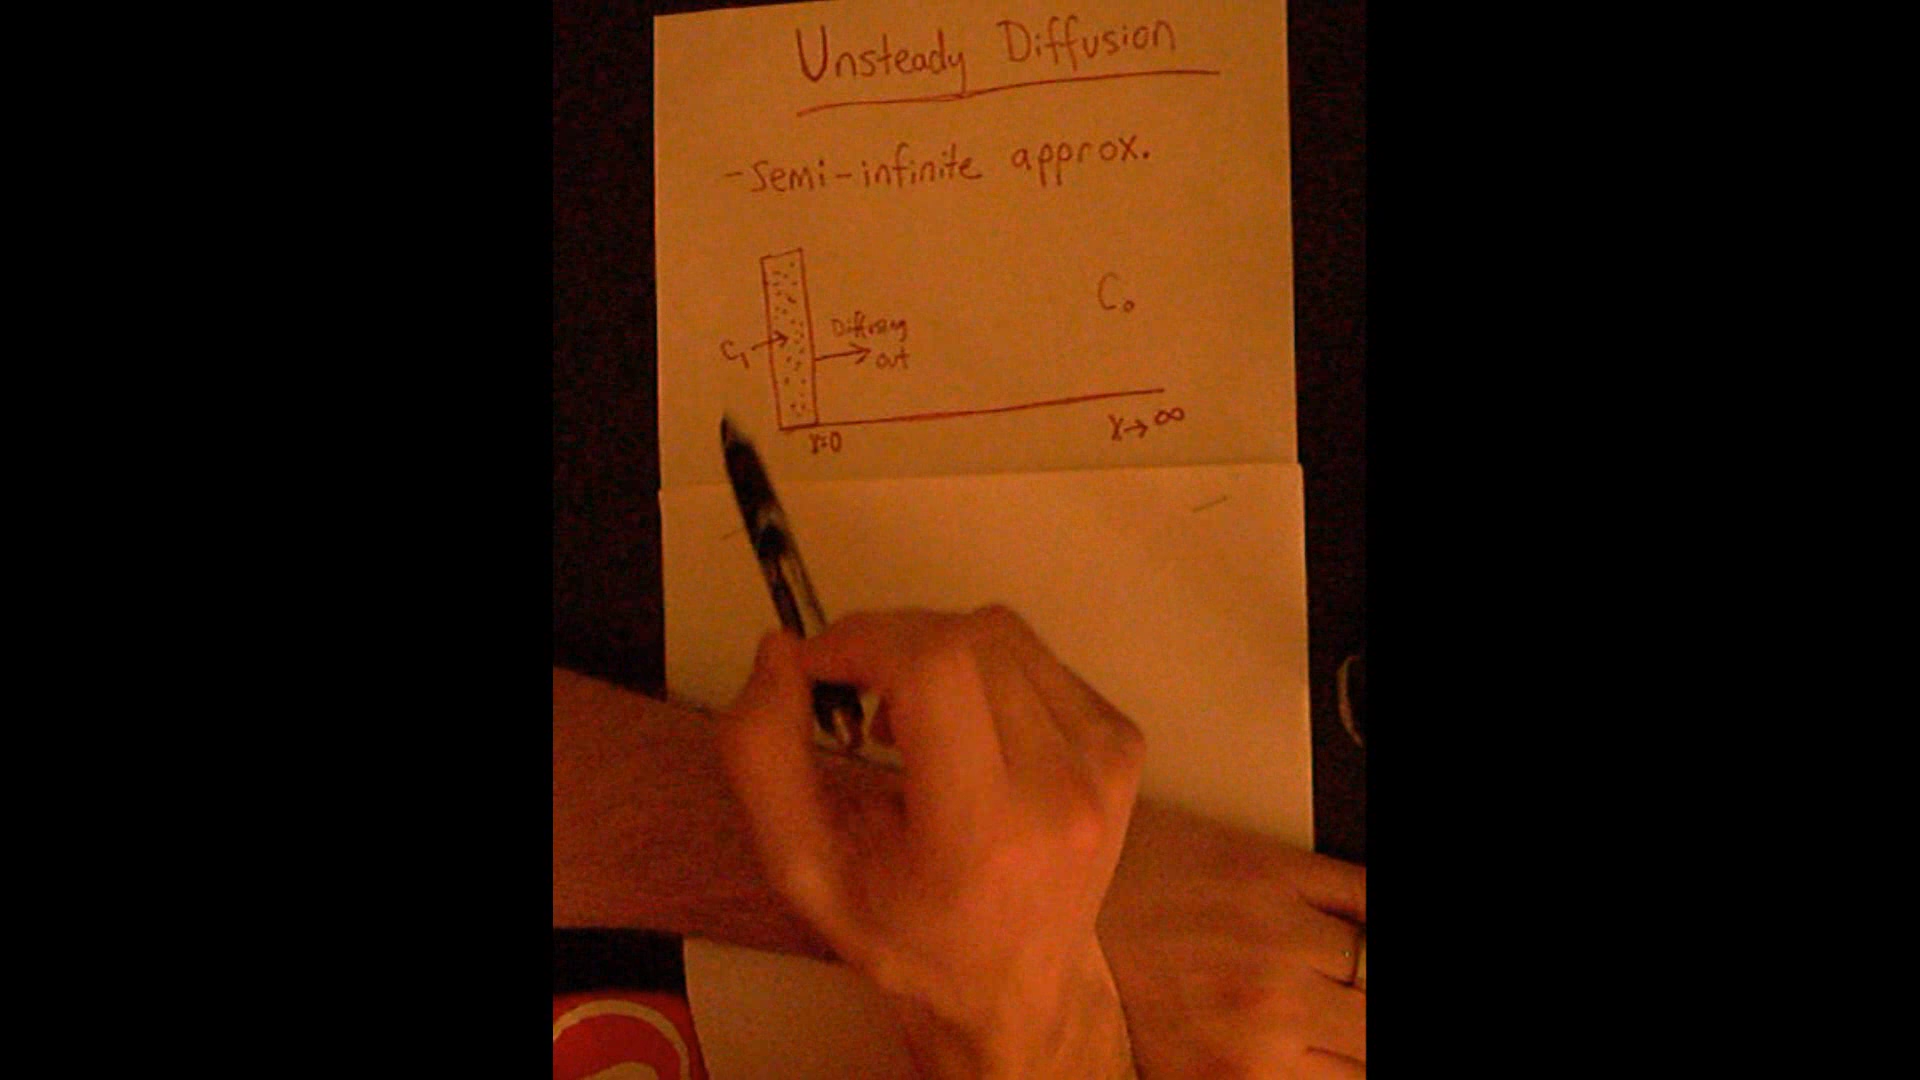 Unsteady Diffusion
- Semi-infinite approx.
C₀
Diffusing
C₁
out
x=0
x→∞